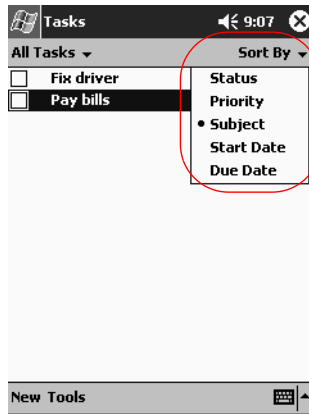 Tasks 9:07
All Tasks Sort By
Fix driver Status
Pay bills Priority
Subject
Start Date
Due Date
New Tools